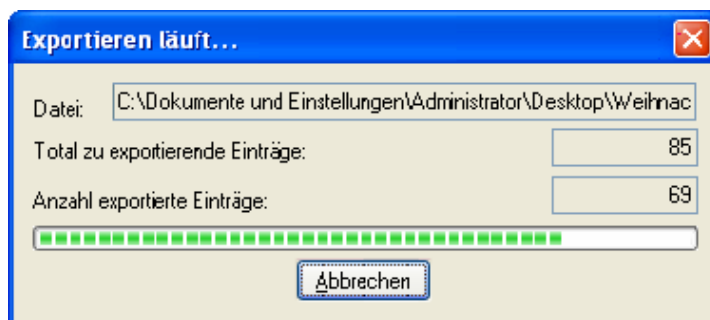 Exportieren läuft...
Datei: C:\Dokumente und Einstellungen\Administrator\Desktop\Weihnac
Total zu exportierende Einträge: 85
Anzahl exportierte Einträge: 69
Abbrechen